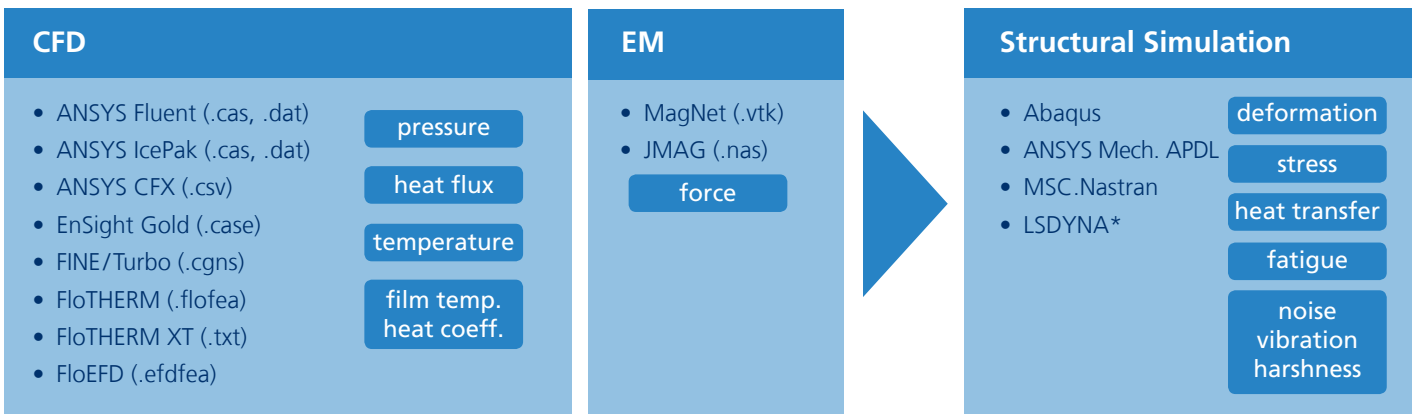 CFD
• ANSYS Fluent (.cas, .dat)
• ANSYS IcePak (.cas, .dat)
• ANSYS CFX (.csv)
• EnSight Gold (.case)
• FINE/Turbo (.cgns)
• FloTHERM (.flofea)
• FloTHERM XT (.txt)
• FloEFD (.efdfea)
pressure
heat flux
temperature
film temp.
heat coeff.
EM
• MagNet (.vtk)
• JMAG (.nas)
force
Structural Simulation
• Abaqus
• ANSYS Mech. APDL
• MSC.Nastran
• LSDYNA*
deformation
stress
heat transfer
fatigue
noise
vibration
harshness